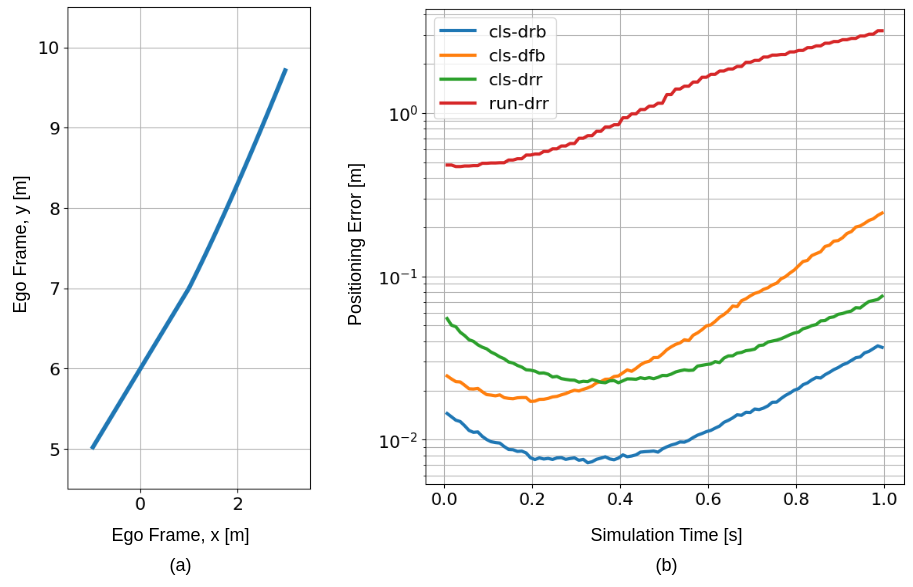 10
9
8
7
6
5
0
2
Ego Frame, y [m]
Ego Frame, x [m]
(a)
cls-drb
cls-dfb
cls-drr
run-drr
10⁰
10⁻¹
10⁻²
0.0
0.2
0.4
0.6
0.8
1.0
Positioning Error [m]
Simulation Time [s]
(b)